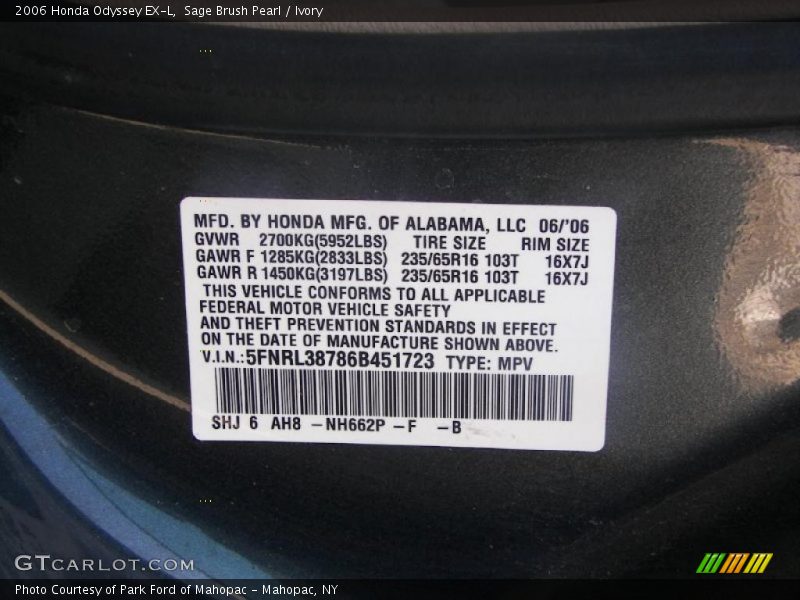 2006 Honda Odyssey EX-L, Sage Brush Pearl / Ivory
MFD. BY HONDA MFG. OF ALABAMA, LLC 06/'06
GVWR 2700KG(5952LBS) TIRE SIZE RIM SIZE
GAWR F 1285KG(2833LBS) 235/65R16 103T 16X7J
GAWR R 1450KG(3197LBS) 235/65R16 103T 16X7J
THIS VEHICLE CONFORMS TO ALL APPLICABLE
FEDERAL MOTOR VEHICLE SAFETY
AND THEFT PREVENTION STANDARDS IN EFFECT
ON THE DATE OF MANUFACTURE SHOWN ABOVE.
V.I.N.:5FNRL38786B451723 TYPE: MPV
SHJ 6 AH8 -NH662P -F -B
GTCARLOT.COM
Photo Courtesy of Park Ford of Mahopac - Mahopac, NY